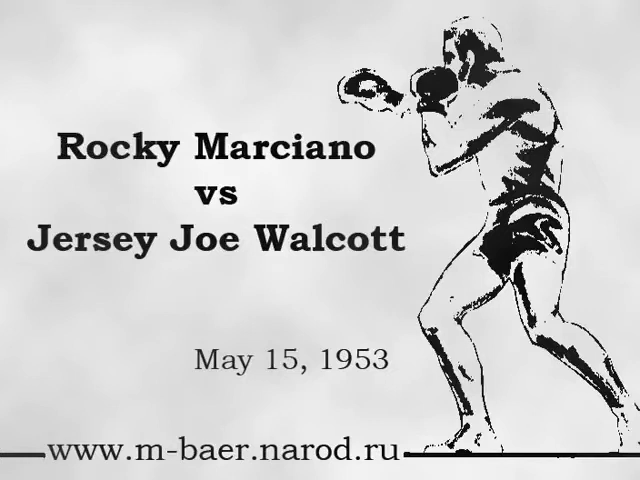 Rocky Marciano
vs
Jersey Joe Walcott
May 15, 1953
www.m-baer.narod.ru